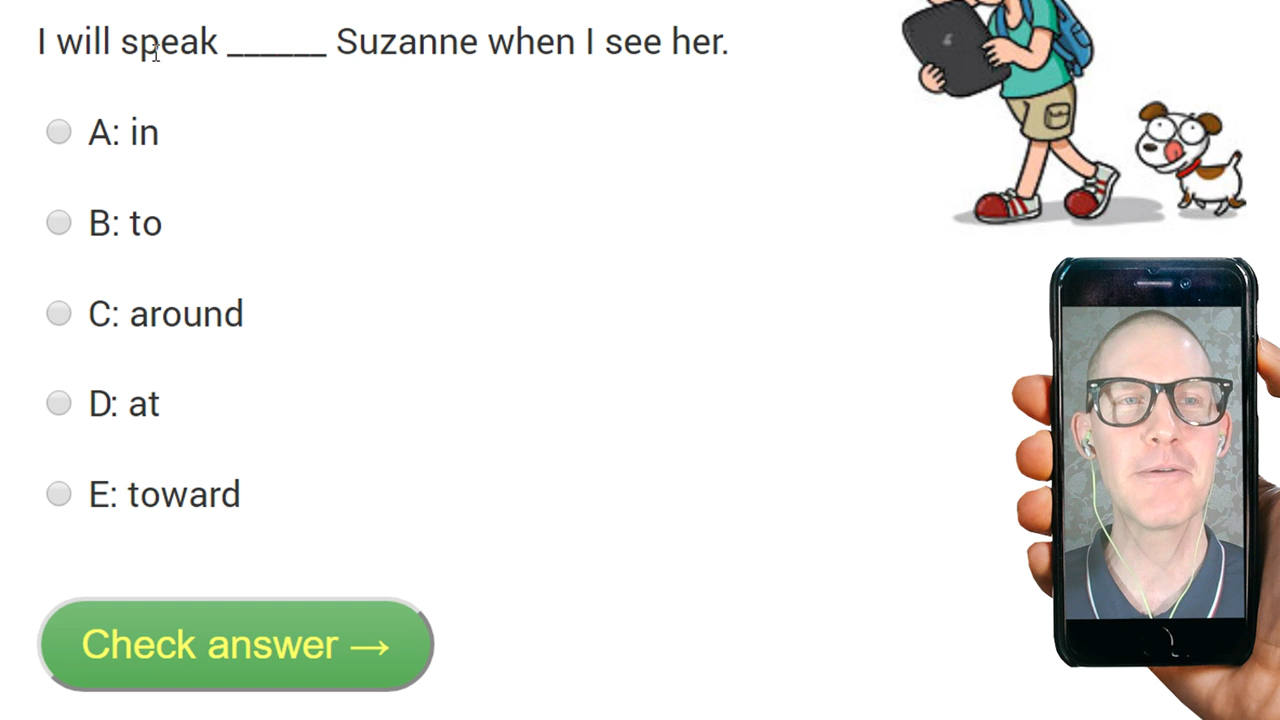 I will speak ______ Suzanne when I see her.
A: in
B: to
C: around
D: at
E: toward
Check answer →